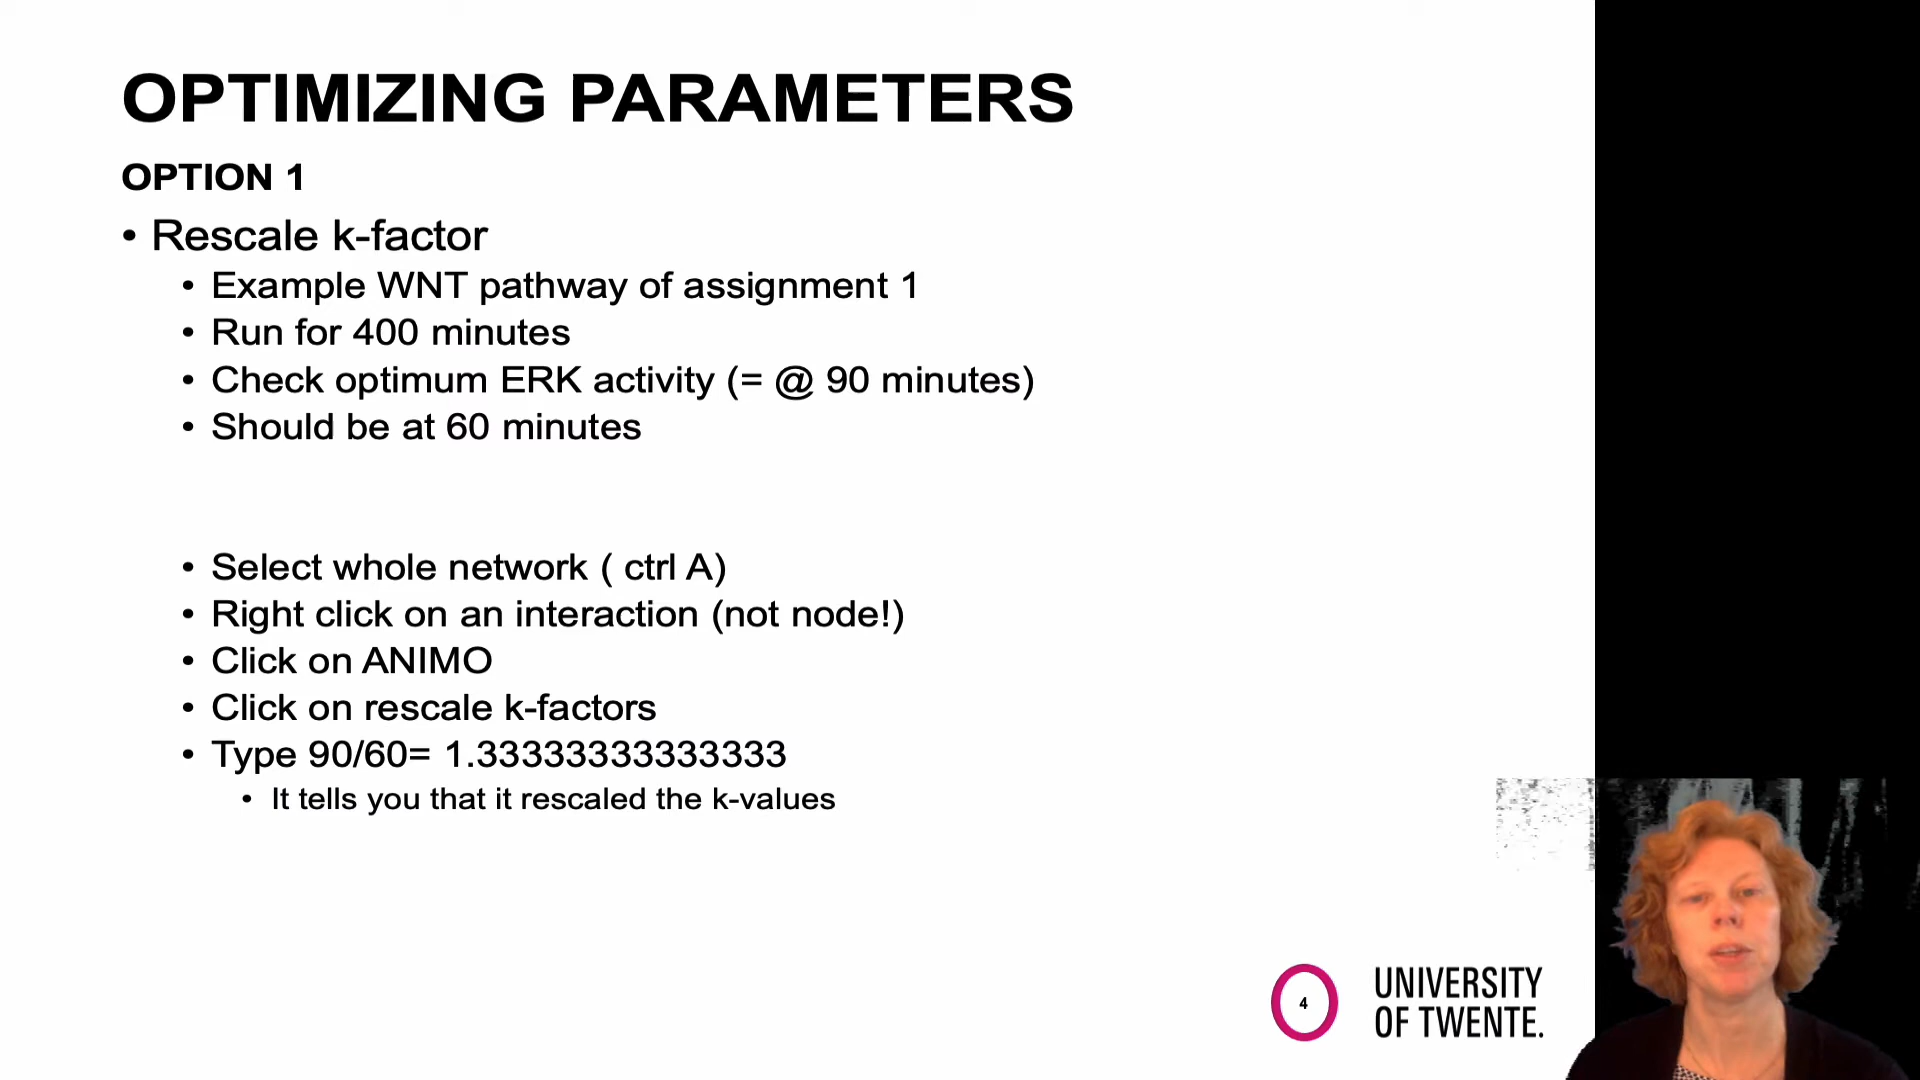 OPTIMIZING PARAMETERS
OPTION 1
• Rescale k-factor
• Example WNT pathway of assignment 1
• Run for 400 minutes
• Check optimum ERK activity (= @ 90 minutes)
• Should be at 60 minutes
• Select whole network ( ctrl A)
• Right click on an interaction (not node!)
• Click on ANIMO
• Click on rescale k-factors
• Type 90/60= 1.33333333333333
• It tells you that it rescaled the k-values
4
UNIVERSITY
OF TWENTE.